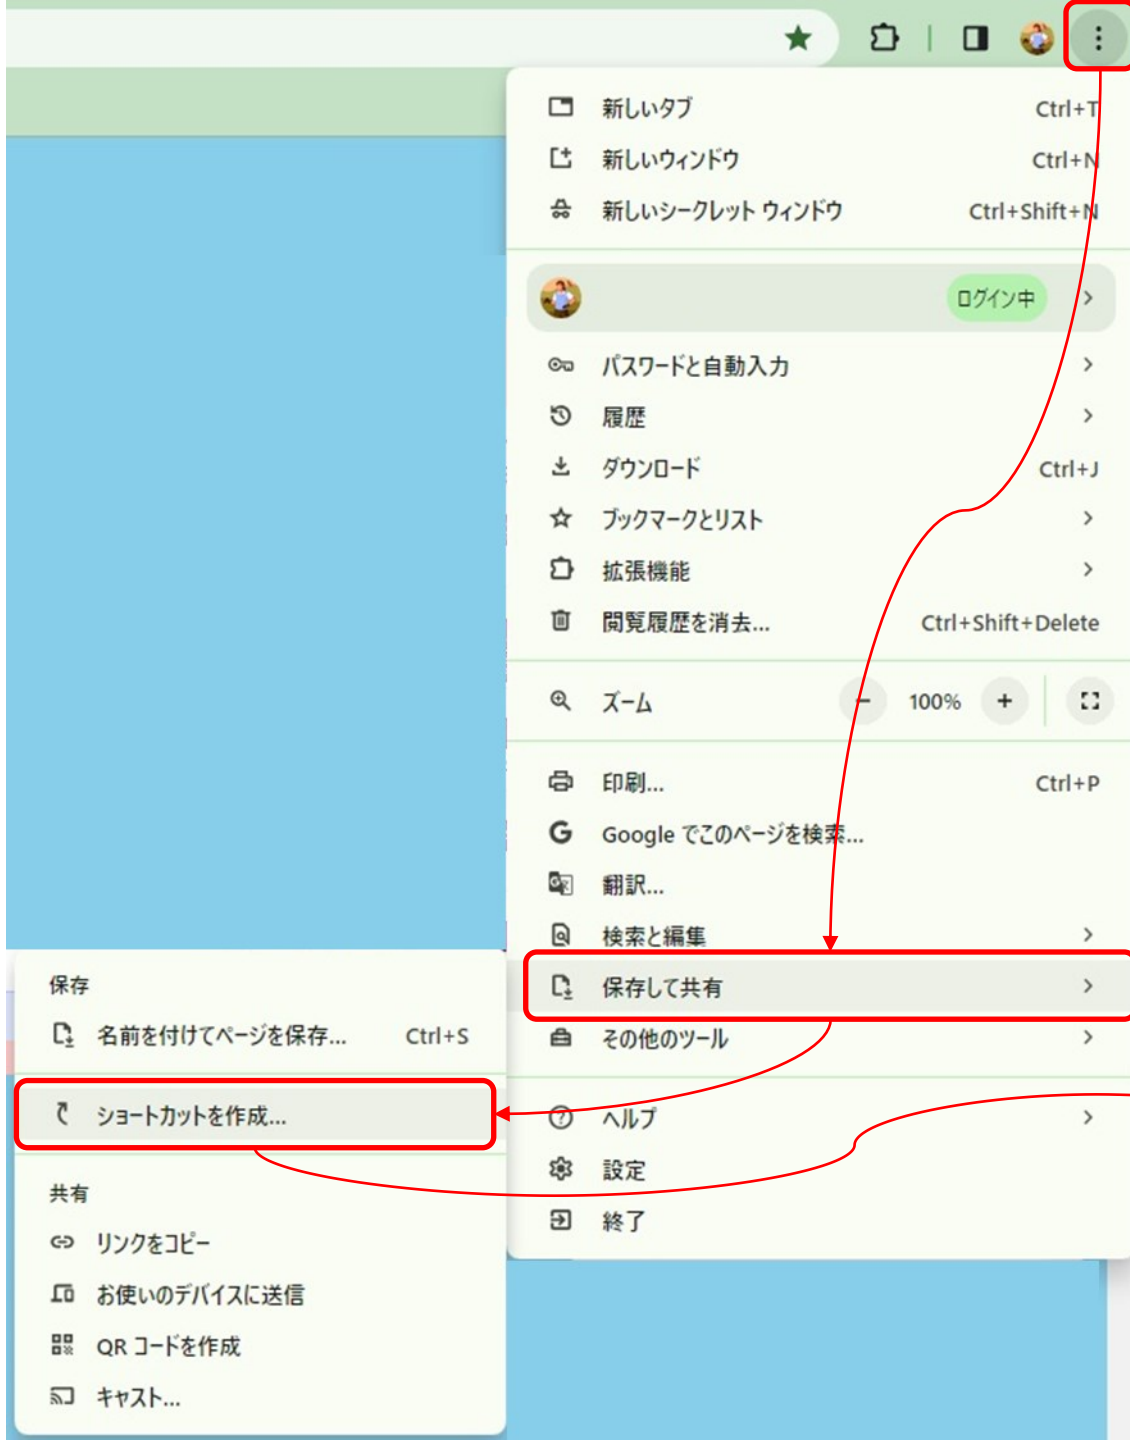 新しいタブ Ctrl+T
新しいウィンドウ Ctrl+N
新しいシークレット ウィンドウ Ctrl+Shift+N
ログイン中
パスワードと自動入力
履歴
ダウンロード Ctrl+J
ブックマークとリスト
拡張機能
閲覧履歴を消去... Ctrl+Shift+Delete
ズーム − 100% +
印刷... Ctrl+P
Google でこのページを検索...
翻訳...
検索と編集
保存して共有
その他のツール
ヘルプ
設定
終了
保存
名前を付けてページを保存... Ctrl+S
ショートカットを作成...
共有
リンクをコピー
お使いのデバイスに送信
QR コードを作成
キャスト...